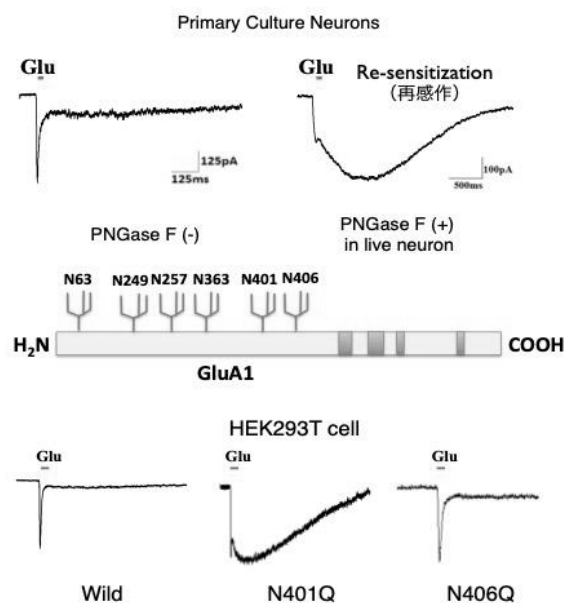 Primary Culture Neurons
Glu
Glu
Re-sensitization
（再感作）
125pA
125ms
100pA
500ms
PNGase F (-)
PNGase F (+)
in live neuron
N63 N249 N257 N363 N401 N406
H₂N COOH
GluA1
HEK293T cell
Glu Glu Glu
Wild N401Q N406Q